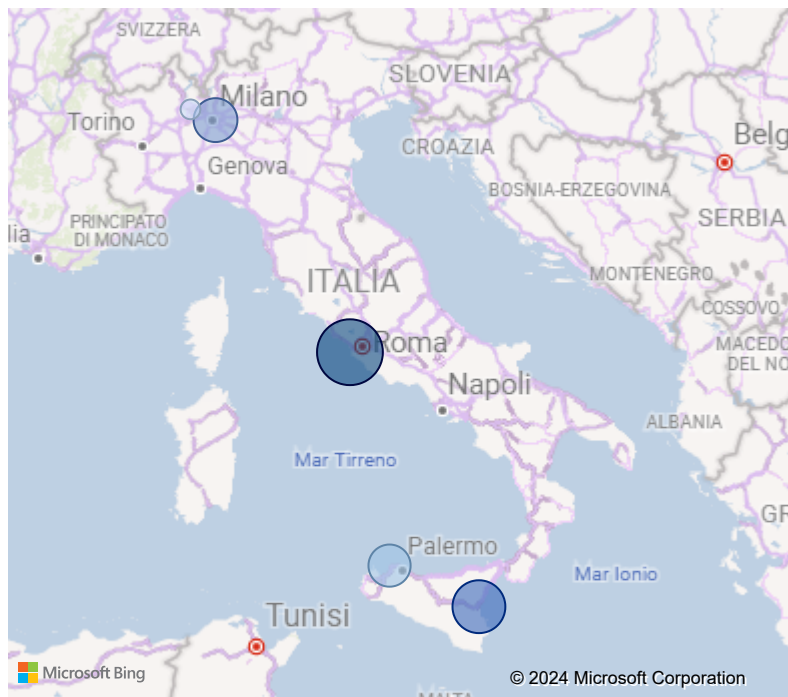 SVIZZERA
SLOVENIA
Milano
Torino
Belg
CROAZIA
Genova
BOSNIA-ERZEGOVINA
PRINCIPATO
DI MONACO
lia
SERBIA
ITALIA
MONTENEGRO
COSSOVO
Roma
MACEDO
DEL NO
Napoli
ALBANIA
Mar Tirreno
GR
Palermo
Mar Ionio
Tunisi
Microsoft Bing
© 2024 Microsoft Corporation
MALTA